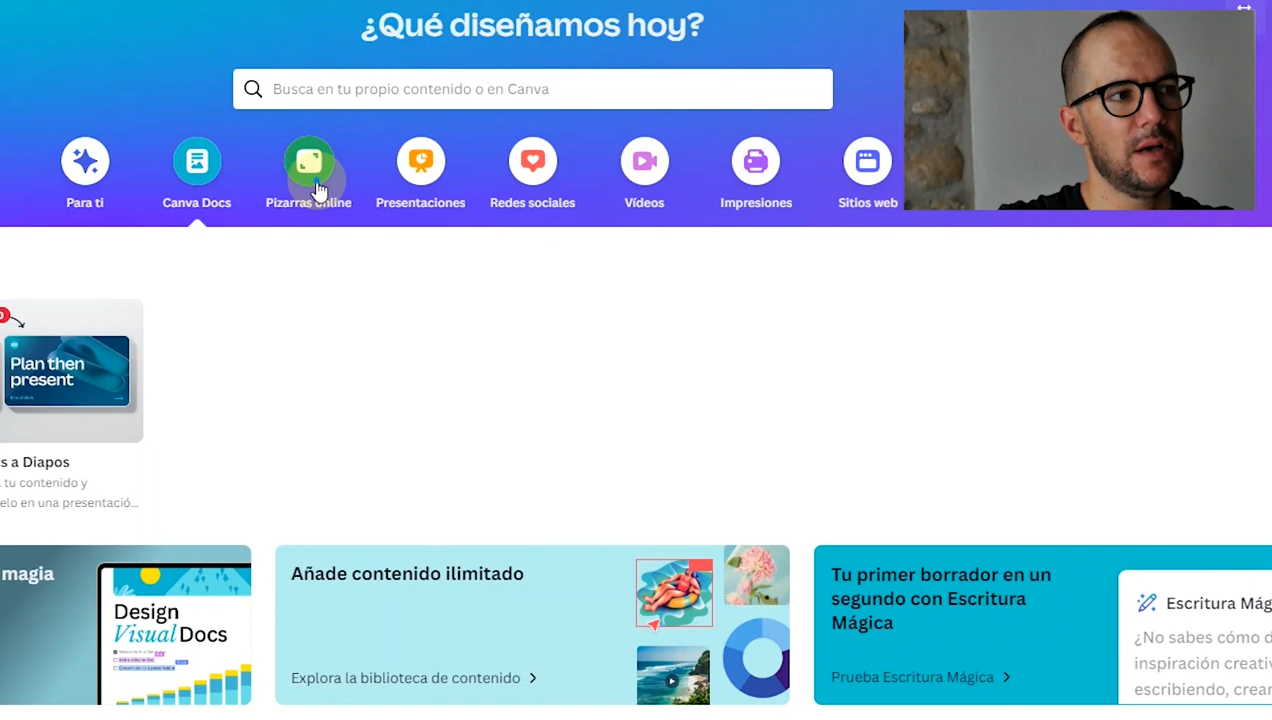 ¿Qué diseñamos hoy?
Busca en tu propio contenido o en Canva
Para ti
Canva Docs
Pizarras online
Presentaciones
Redes sociales
Vídeos
Impresiones
Sitios web
Plan then
present
s a Diapos
tu contenido y
elo en una presentació...
magia
Design
Visual Docs
Añade contenido ilimitado
Explora la biblioteca de contenido
Tu primer borrador en un
segundo con Escritura
Mágica
Prueba Escritura Mágica
Escritura Mág
¿No sabes cómo d
inspiración creativ
escribiendo, crear